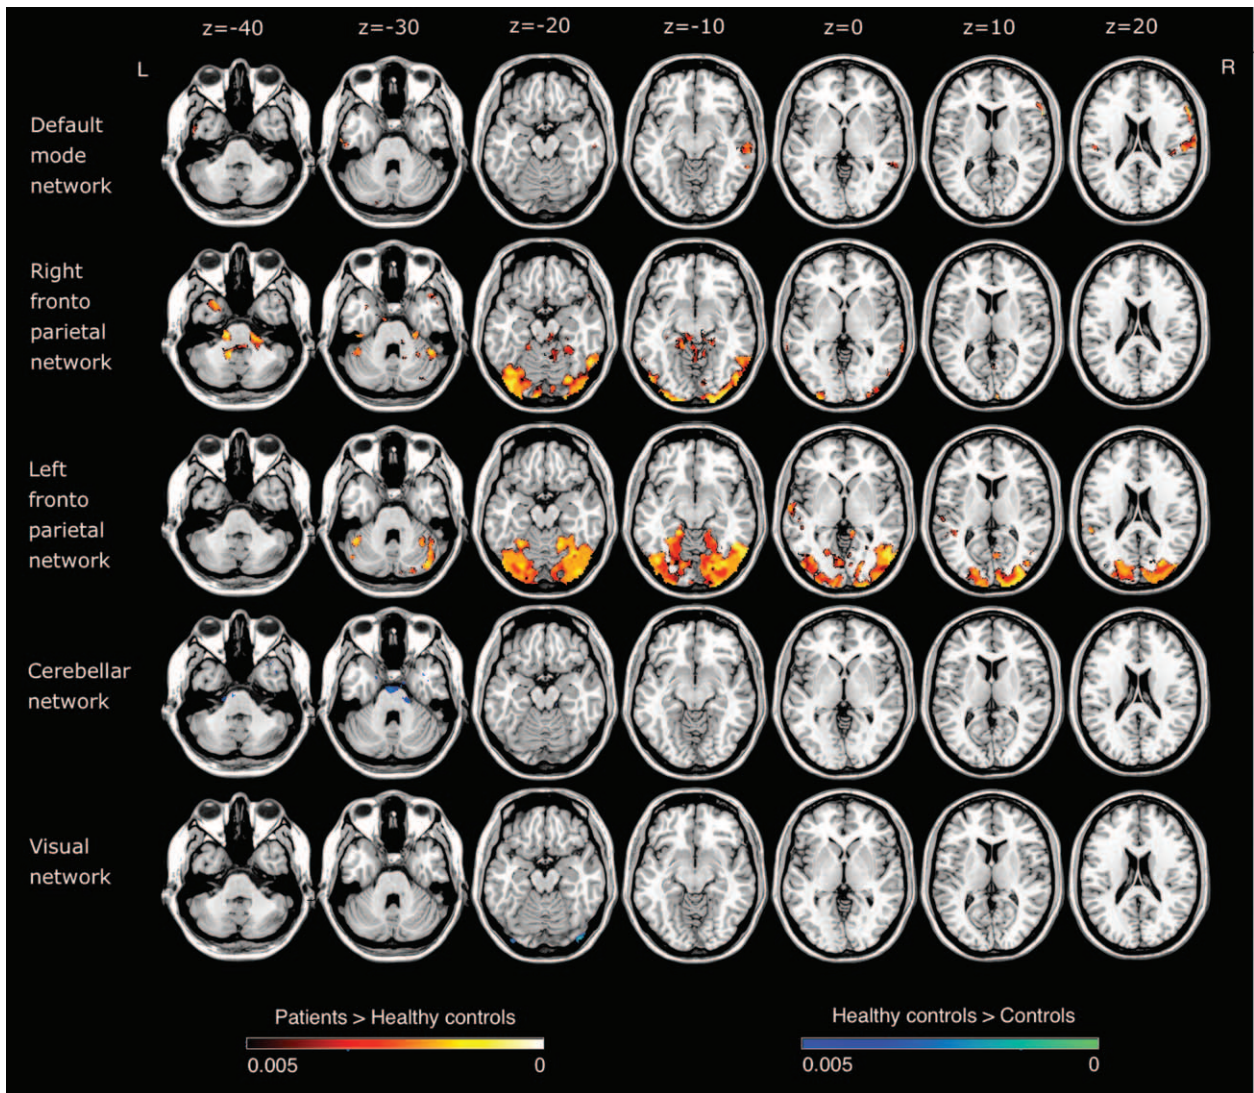 z=-40 z=-30 z=-20 z=-10 z=0 z=10 z=20
L R
Default
mode
network
Right
fronto
parietal
network
Left
fronto
parietal
network
Cerebellar
network
Visual
network
Patients > Healthy controls Healthy controls > Controls
0.005 0 0.005 0